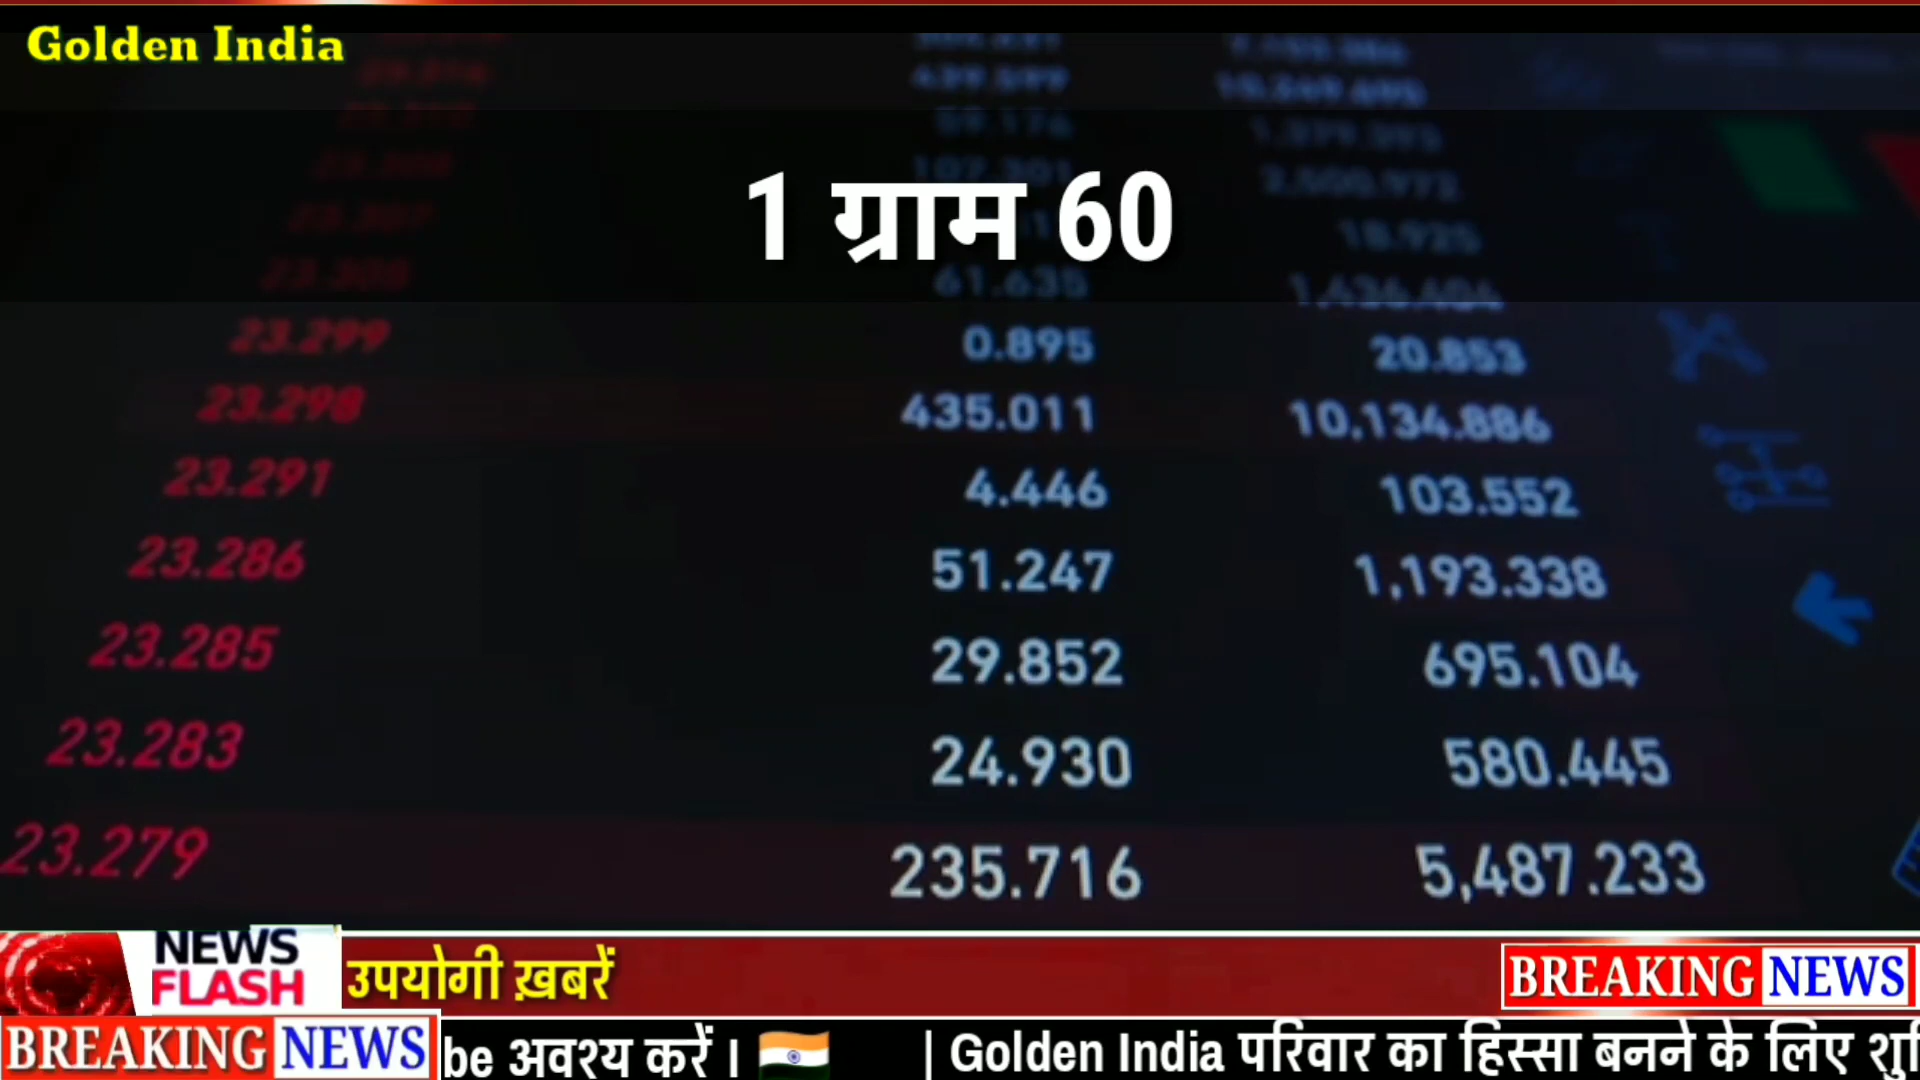 Golden India
1 ग्राम 60
23.299 0.895 20.853
23.298 435.011 10,134.886
23.291 4.446 103.552
23.286 51.247 1,193.338
23.285 29.852 695.104
23.283 24.930 580.445
23.279 235.716 5,487.233
NEWS
FLASH
उपयोगी ख़बरें
BREAKING NEWS
BREAKING NEWS
be अवश्य करें । | Golden India परिवार का हिस्सा बनने के लिए